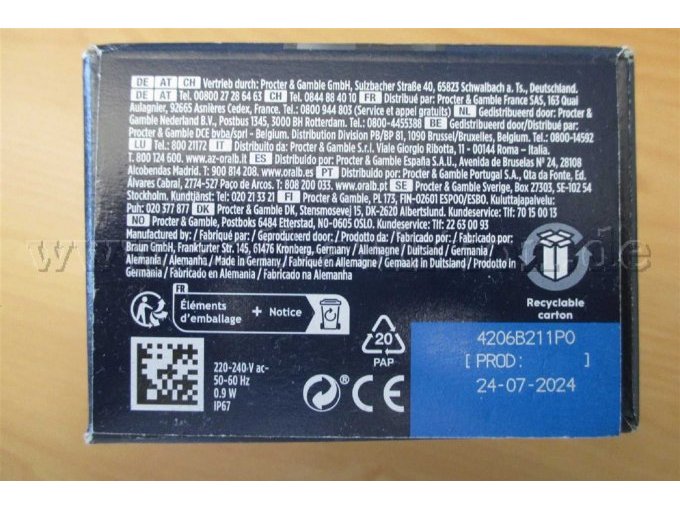 DE AT CH Vertrieb durch: Procter & Gamble GmbH, Sulzbacher Straße 40, 65823 Schwalbach a. Ts., Deutschland.
DE AT Tel. 00800 27 28 64 63 CH Tel. 0844 88 40 10 FR Distribué par: Procter & Gamble France SAS, 163 Quai
Aulagnier, 92665 Asnières Cedex, France. Tel. 0800 944 803 (Service et appel gratuits) NL Gedistribueerd door: Procter &
Gamble Nederland B.V., Postbus 1345, 3000 BH Rotterdam. Tel. 0800-4455388 BE Gedistribueerd door/Distribué par: Procter
& Gamble DCE bvba/sprl - Belgium. Distribution Division PB/BP 81, 1090 Brussel/Bruxelles, Belgium. Tel. 0800-14592
LU Tel: 800 21172 IT Distribuito da: Procter & Gamble S.r.l. Viale Giorgio Ribotta, 11 - 00144 Roma – Italia.
T. 800 124 600. www.az-oralb.it ES Distribuido por: Procter & Gamble España S.A.U., Avenida de Bruselas Nº 24, 28108
Alcobendas Madrid. T: 900 814 208. www.oralb.es PT Distribuído por: Procter & Gamble Portugal S.A., Qta da Fonte, Ed.
Álvares Cabral, 2774-527 Paço de Arcos. T: 808 200 033. www.oralb.pt SE Procter & Gamble Sverige, Box 27303, SE-102 54
Stockholm. Kundtjänst Tel: 020 21 33 21 FI Procter & Gamble, PL 173, FIN-02601 ESPOO/ESBO. Kuluttajapalvelu:
Puh: 020 377 877 DK Procter & Gamble DK, Stensmosevej 15, DK-2620 Albertslund. Kundeservice: Tlf: 70 15 00 13
NO Procter & Gamble, Postboks 6484 Etterstad, NO-0605 OSLO. Kundeservice: Tlf: 22 63 00 93
Manufactured by / Fabriqué par / Geproduceerd door: / Prodotto da: / Fabricado por: / Fabricado por:
Braun GmbH, Frankfurter Str. 145, 61476 Kronberg, Germany / Allemagne / Duitsland / Germania /
Alemania / Alemanha / Made in Germany / Fabriqué en Allemagne / Gemaakt in Duitsland / Prodotto in
Germania / Fabricado en Alemania / Fabricado na Alemanha
Recyclable
carton
FR
Éléments
d'emballage + Notice
20
PAP
220-240-V ac~
50-60 Hz
0.9 W
IP67
CE
4206B211P0
[ PROD: ]
24-07-2024